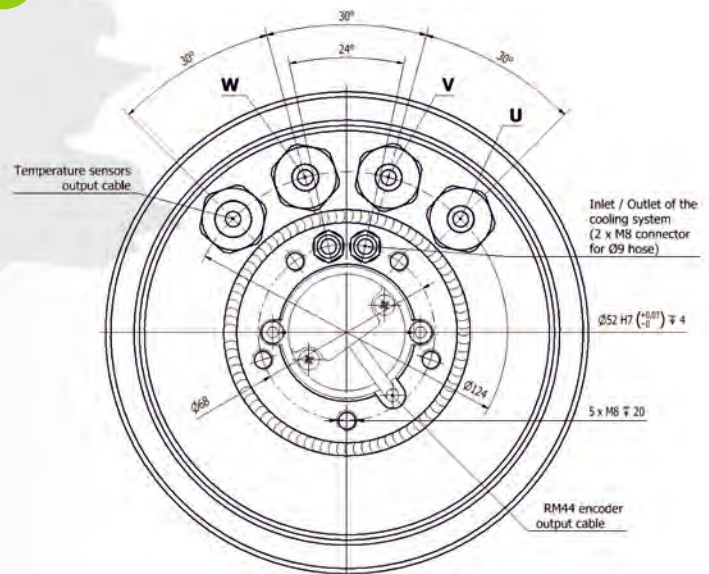 30°
24°
30°
30°
W
V
U
Temperature sensors
output cable
Inlet / Outlet of the
cooling system
(2 x M8 connector
for Ø9 hose)
Ø52 H7 (+0,03 -0) ↧ 4
Ø68
Ø124
5 x M8 ↧ 20
RM44 encoder
output cable